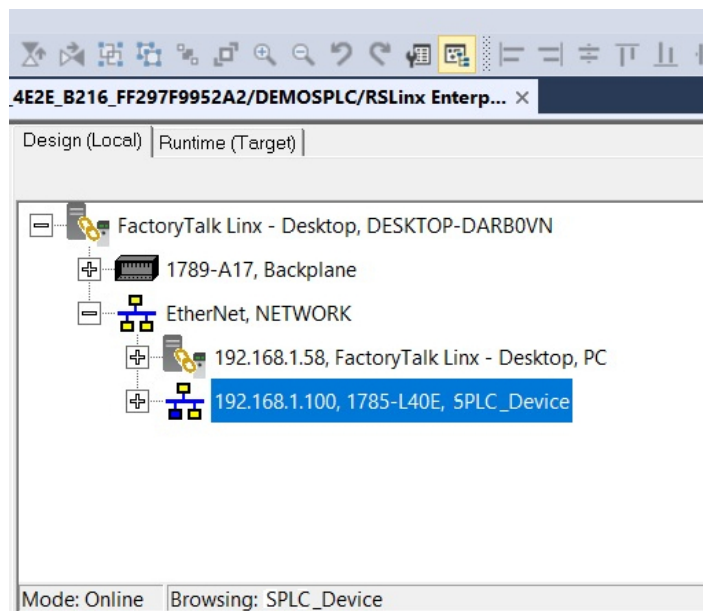 _4E2E_B216_FF297F9952A2/DEMOSPLC/RSLinx Enterp... ×
Design (Local) Runtime (Target)
FactoryTalk Linx - Desktop, DESKTOP-DARB0VN
1789-A17, Backplane
EtherNet, NETWORK
192.168.1.58, FactoryTalk Linx - Desktop, PC
192.168.1.100, 1785-L40E, SPLC_Device
Mode: Online Browsing: SPLC_Device